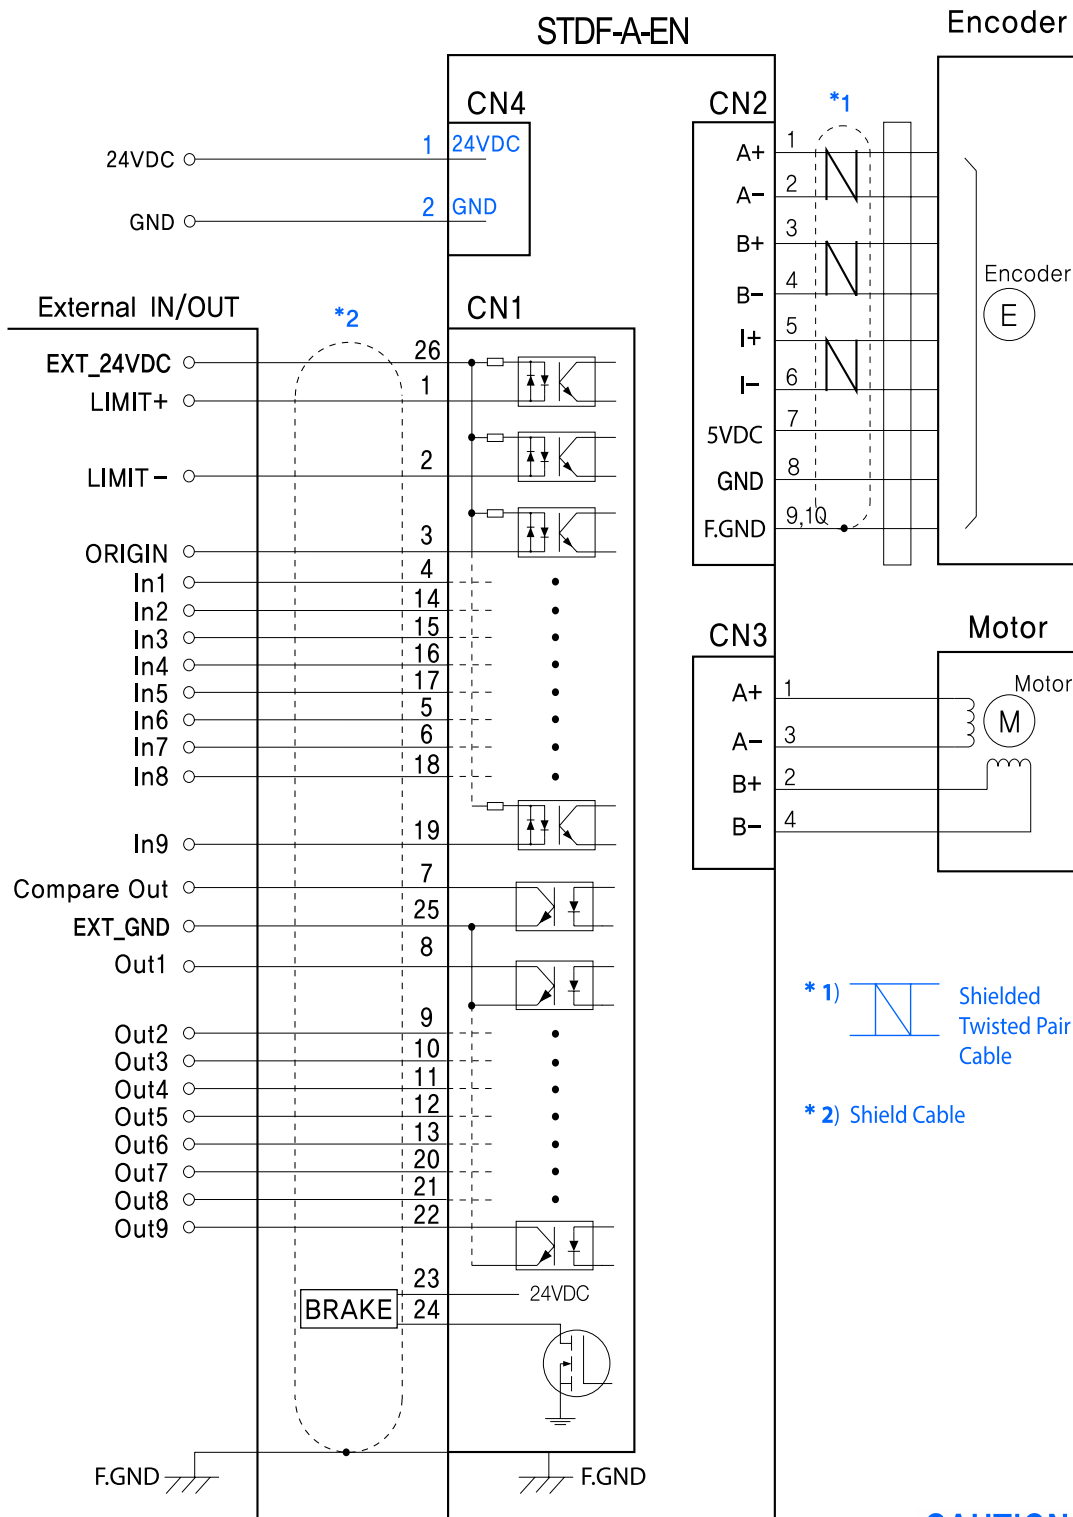 STDF-A-EN
Encoder
CN4
24VDC 1 24VDC
GND 2 GND
CN2
*1
A+ 1
A− 2
B+ 3
B− 4
I+ 5
I− 6
5VDC 7
GND 8
F.GND 9,10
Encoder
E
External IN/OUT
*2
CN1
EXT_24VDC 26
LIMIT+ 1
LIMIT− 2
ORIGIN 3
In1 4
In2 14
In3 15
In4 16
In5 17
In6 5
In7 6
In8 18
In9 19
Compare Out 7
EXT_GND 25
Out1 8
Out2 9
Out3 10
Out4 11
Out5 12
Out6 13
Out7 20
Out8 21
Out9 22
BRAKE
23 24VDC
24
F.GND
F.GND
CN3
A+ 1
A− 3
B+ 2
B− 4
Motor
Motor
M
* 1) Shielded
Twisted Pair
Cable
* 2) Shield Cable